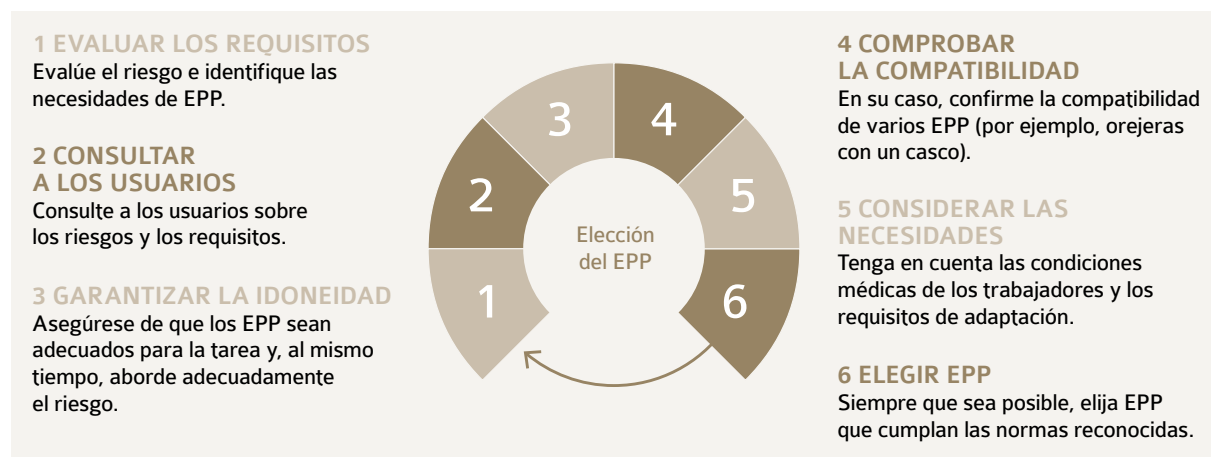 1 EVALUAR LOS REQUISITOS
Evalúe el riesgo e identifique las
necesidades de EPP.
2 CONSULTAR
A LOS USUARIOS
Consulte a los usuarios sobre
los riesgos y los requisitos.
3 GARANTIZAR LA IDONEIDAD
Asegúrese de que los EPP sean
adecuados para la tarea y, al mismo
tiempo, aborde adecuadamente
el riesgo.
1
2
3
4
5
6
Elección
del EPP
4 COMPROBAR
LA COMPATIBILIDAD
En su caso, confirme la compatibilidad
de varios EPP (por ejemplo, orejeras
con un casco).
5 CONSIDERAR LAS
NECESIDADES
Tenga en cuenta las condiciones
médicas de los trabajadores y los
requisitos de adaptación.
6 ELEGIR EPP
Siempre que sea posible, elija EPP
que cumplan las normas reconocidas.